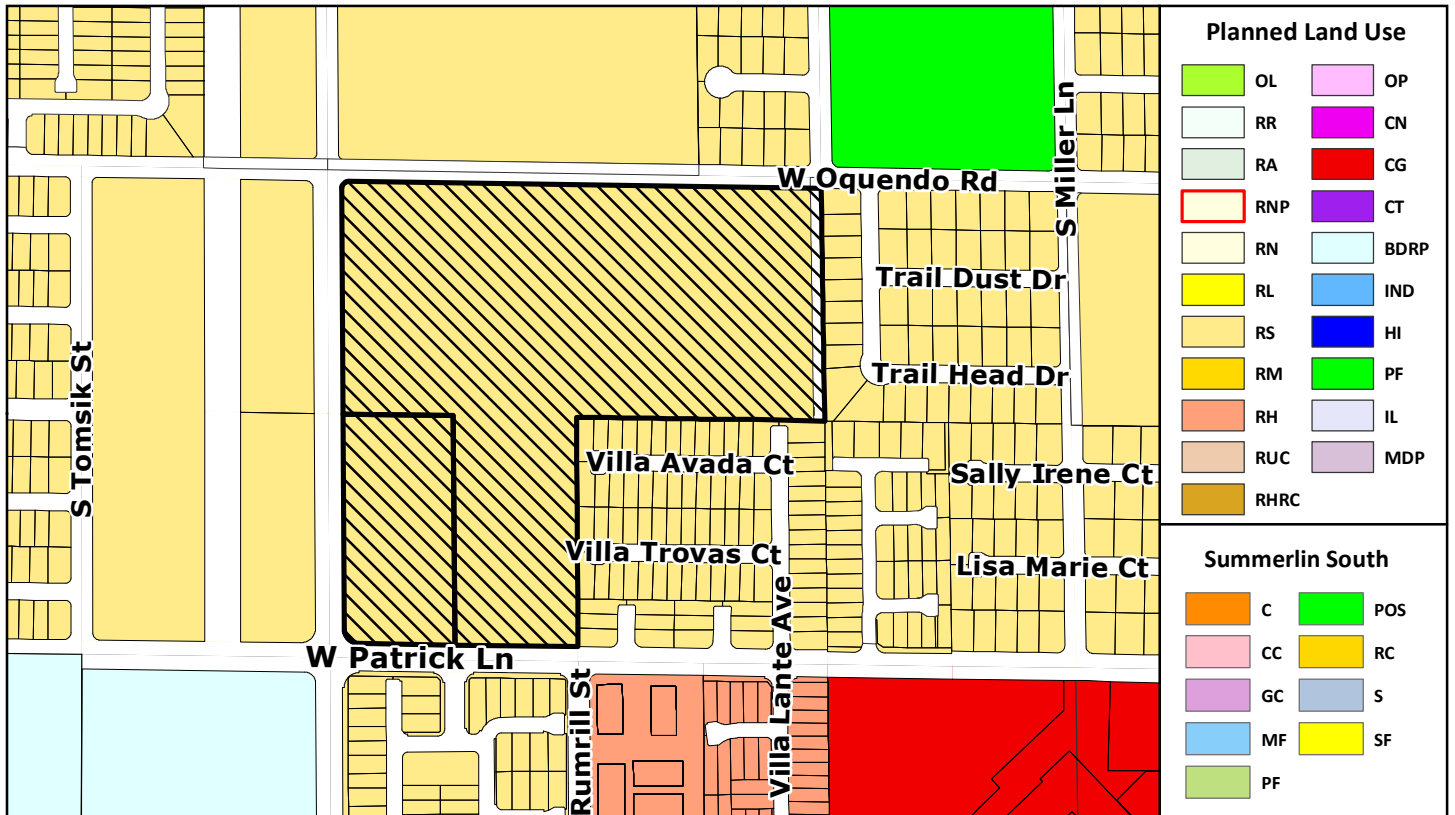 W Oquendo Rd
S Miller Ln
Trail Dust Dr
Trail Head Dr
S Tomsik St
Villa Avada Ct
Sally Irene Ct
Villa Trovas Ct
Lisa Marie Ct
W Patrick Ln
Rumrill St
Villa Lante Ave
Planned Land Use
OL
OP
RR
CN
RA
CG
RNP
CT
RN
BDRP
RL
IND
RS
HI
RM
PF
RH
IL
RUC
MDP
RHRC
Summerlin South
C
POS
CC
RC
GC
S
MF
SF
PF